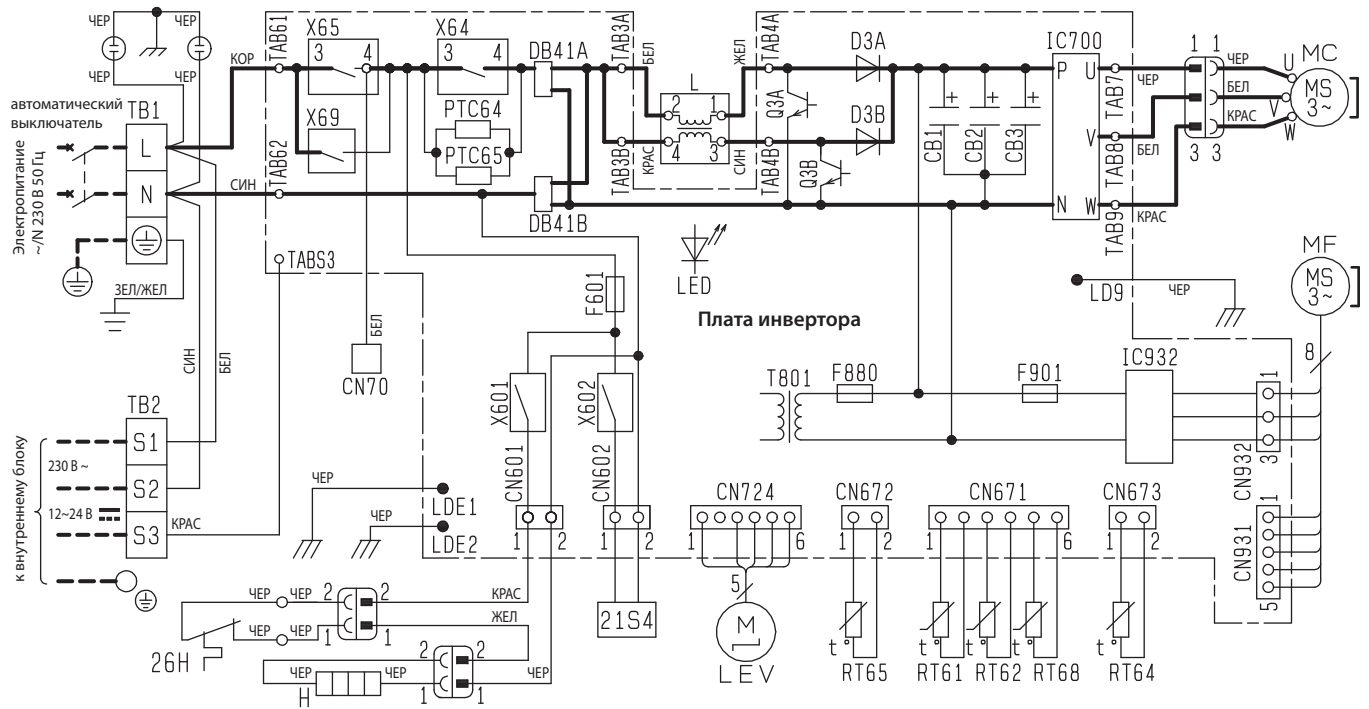 ЧЕР ЧЕР
ЧЕР ЧЕР
автоматический
выключатель
TB1
L
N
Электропитание
~/N 230 В 50 Гц
КОР
СИН
ЗЕЛ/ЖЕЛ
СИН
БЕЛ
TB2
S1
S2
S3
230 В ~
12~24 В
к внутреннему блоку
КРАС
TAB61
TAB62
TABS3
X65
3 4
X69
X64
3 4
PTC64
PTC65
DB41A
DB41B
TAB3A
TAB3B
БЕЛ
КРАС
L
2 1
4 3
ЖЕЛ
СИН
TAB4A
TAB4B
Q3A
Q3B
D3A
D3B
CB1
CB2
CB3
+ + +
IC700
P U
V
N W
TAB7
TAB8
TAB9
ЧЕР
БЕЛ
КРАС
1 1
3 3
ЧЕР
БЕЛ
КРАС
U
V
W
MC
MS
3~
MF
MS
3~
8
LED
LD9
ЧЕР
Плата инвертора
БЕЛ
CN70
F601
X601
X602
CN601
CN602
1 2
1 2
T801
F880
F901
IC932
CN932
1
3
CN931
1
5
ЧЕР
LDE1
ЧЕР
LDE2
CN724
1 6
5
M
LEV
CN672
1 2
t°
RT65
CN671
1 6
t° t° t°
RT61 RT62 RT68
CN673
1 2
t°
RT64
21S4
ЧЕР ЧЕР
2 2
КРАС
ЧЕР ЧЕР
1 1
ЖЕЛ
26H
ЧЕР
2 2
ЧЕР
ЧЕР
1 1
ЧЕР
H